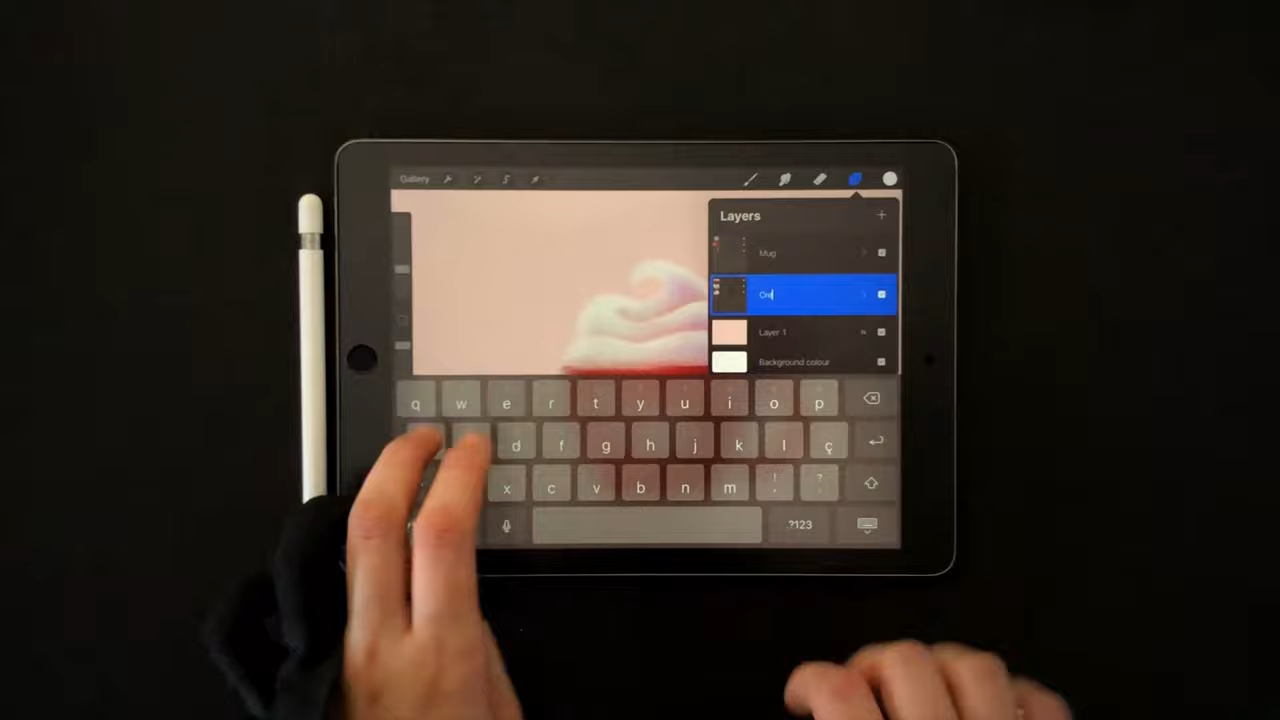 Gallery
Layers
Mug
Cre
Layer 1
N
Background colour
q w e r t y u i o p
d f g h j k l ç
x c v b n m ! , ? .
.?123